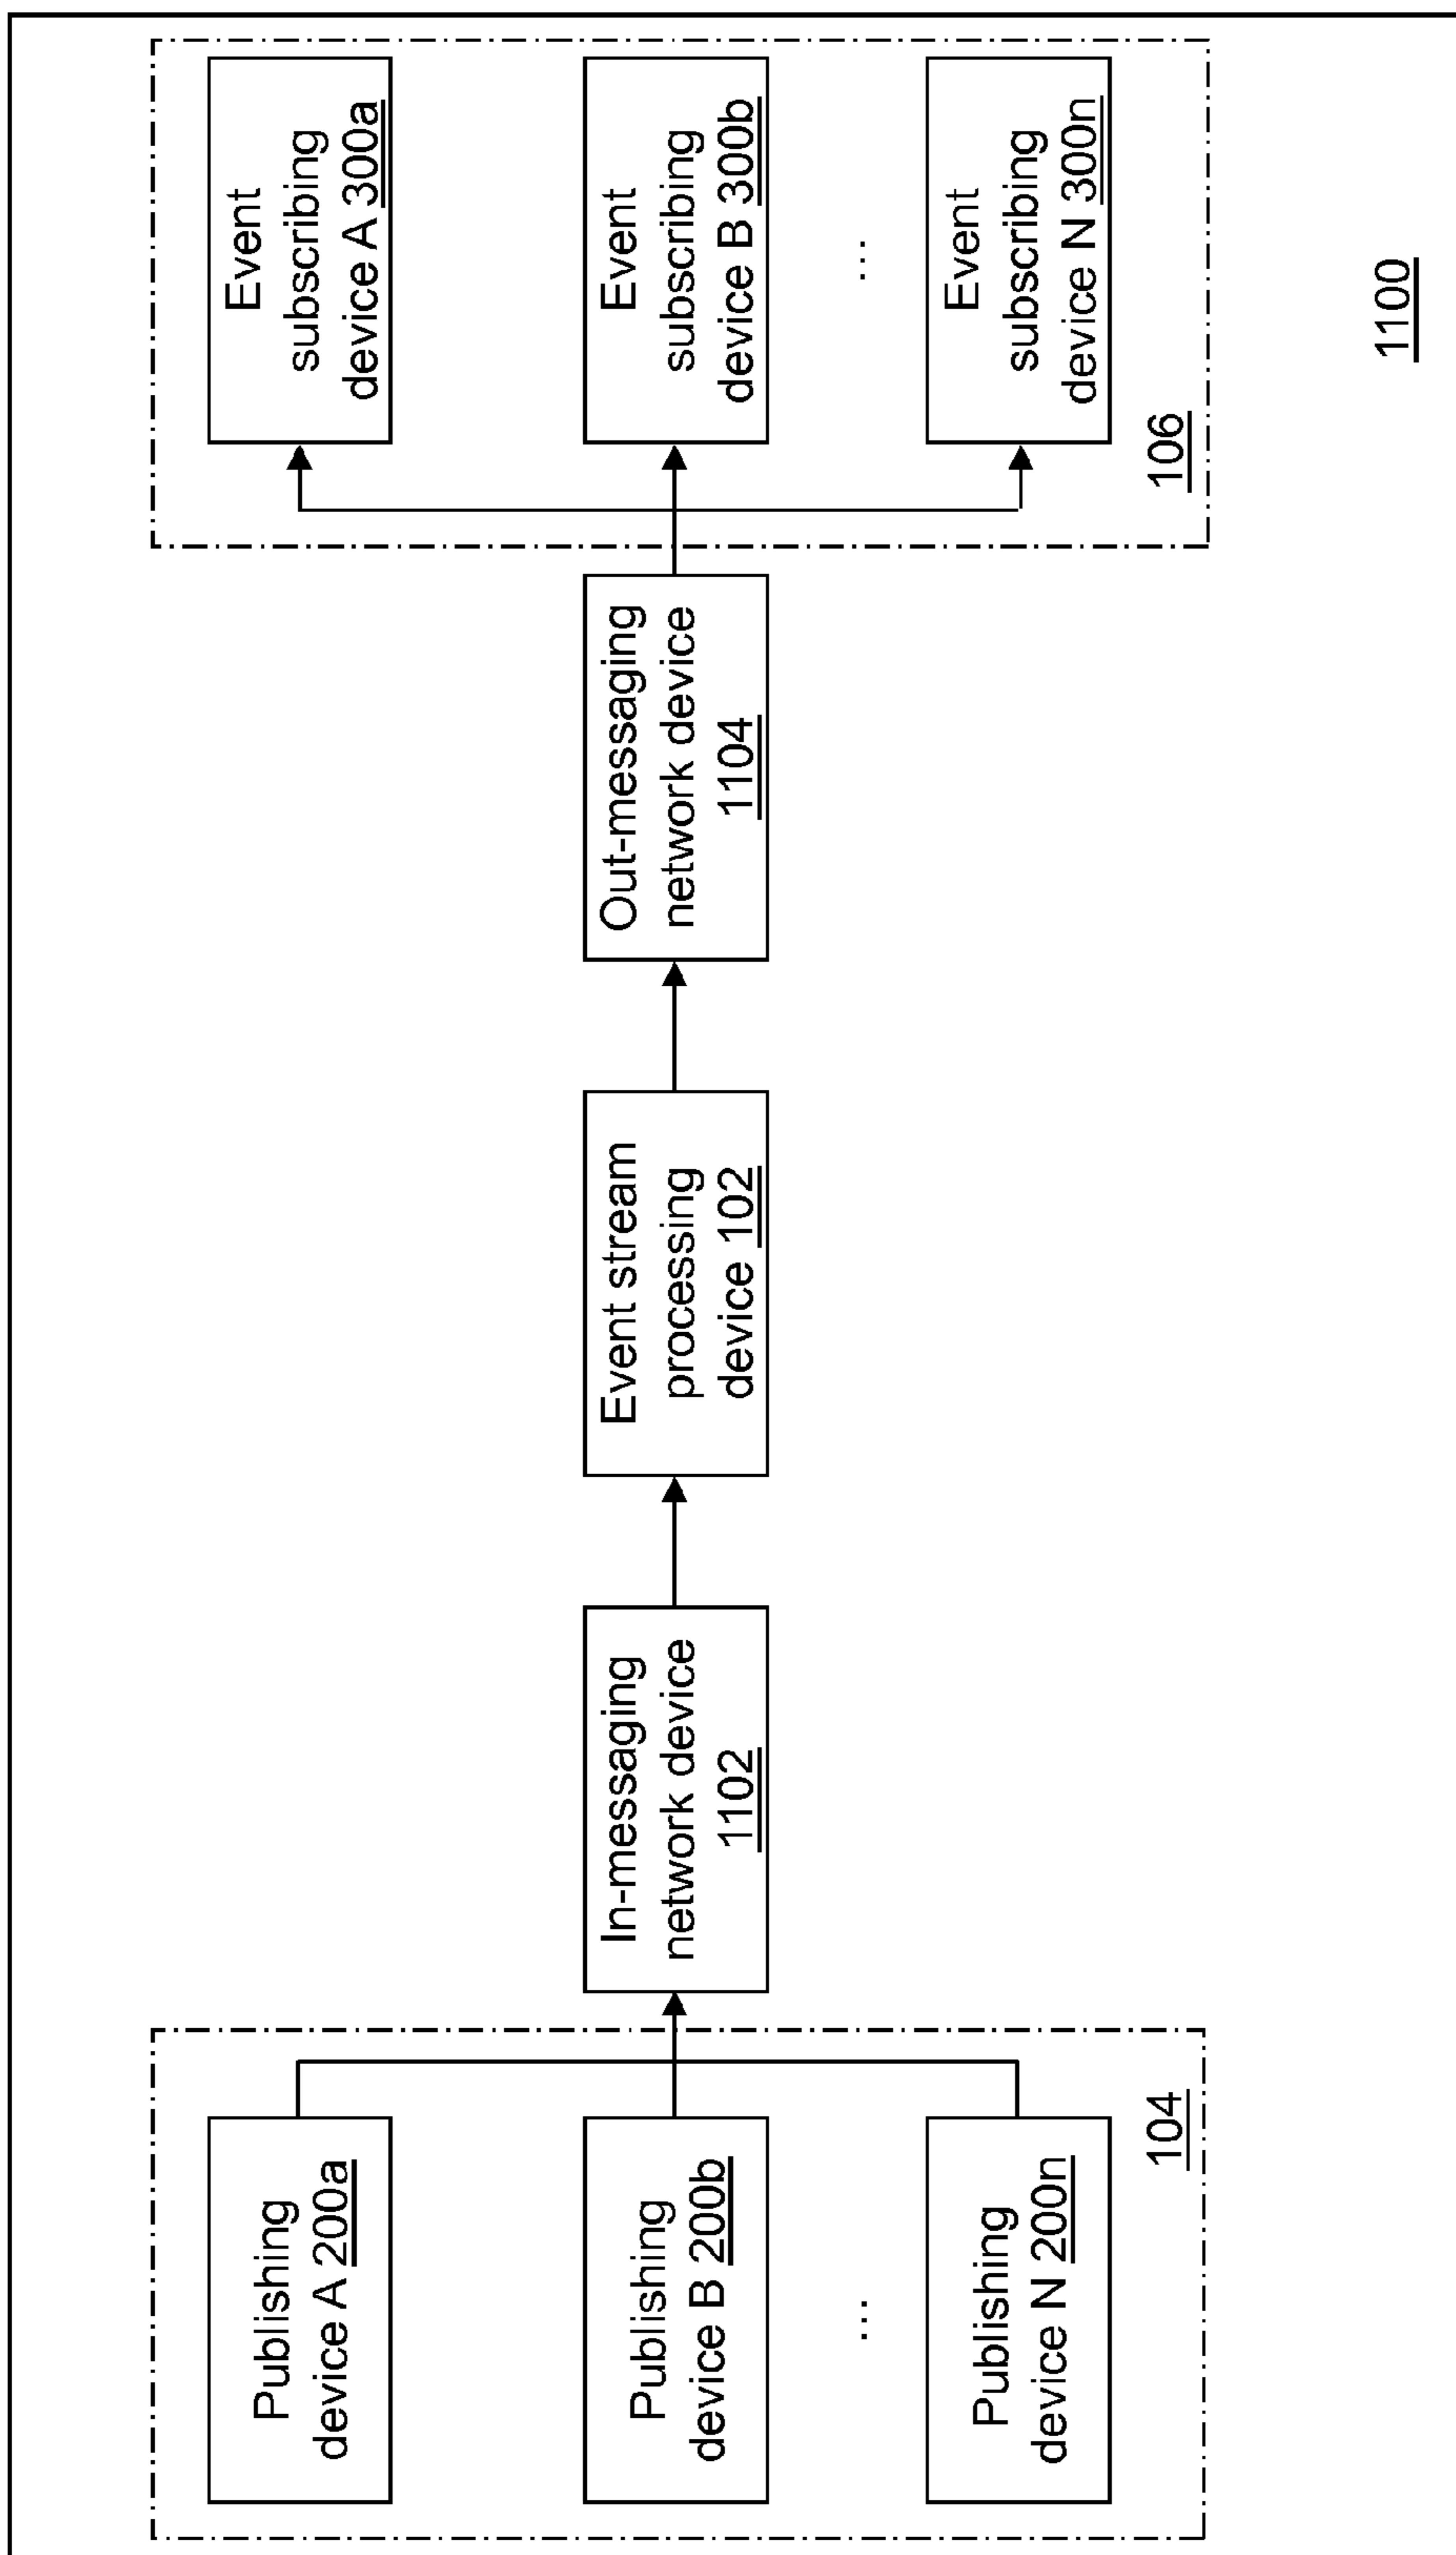 Publishing
device A 200a
Publishing
device B 200b
...
Publishing
device N 200n
104
In-messaging
network device
1102
Event stream
processing
device 102
Out-messaging
network device
1104
Event
subscribing
device A 300a
Event
subscribing
device B 300b
...
Event
subscribing
device N 300n
106
1100